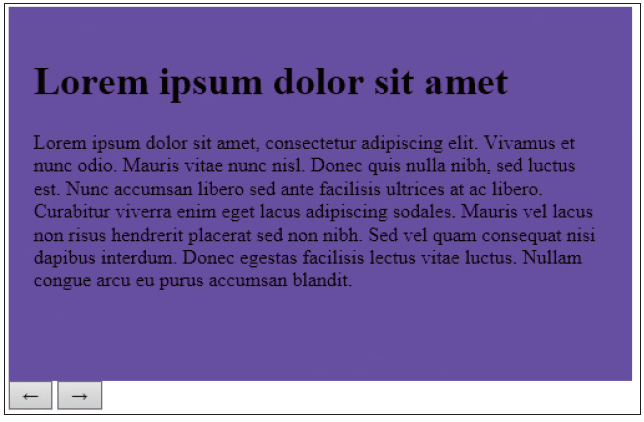 Lorem ipsum dolor sit amet
Lorem ipsum dolor sit amet, consectetur adipiscing elit. Vivamus et
nunc odio. Mauris vitae nunc nisl. Donec quis nulla nibh, sed luctus
est. Nunc accumsan libero sed ante facilisis ultrices at ac libero.
Curabitur viverra enim eget lacus adipiscing sodales. Mauris vel lacus
non risus hendrerit placerat sed non nibh. Sed vel quam consequat nisi
dapibus interdum. Donec egestas facilisis lectus vitae luctus. Nullam
congue arcu eu purus accumsan blandit.
← →